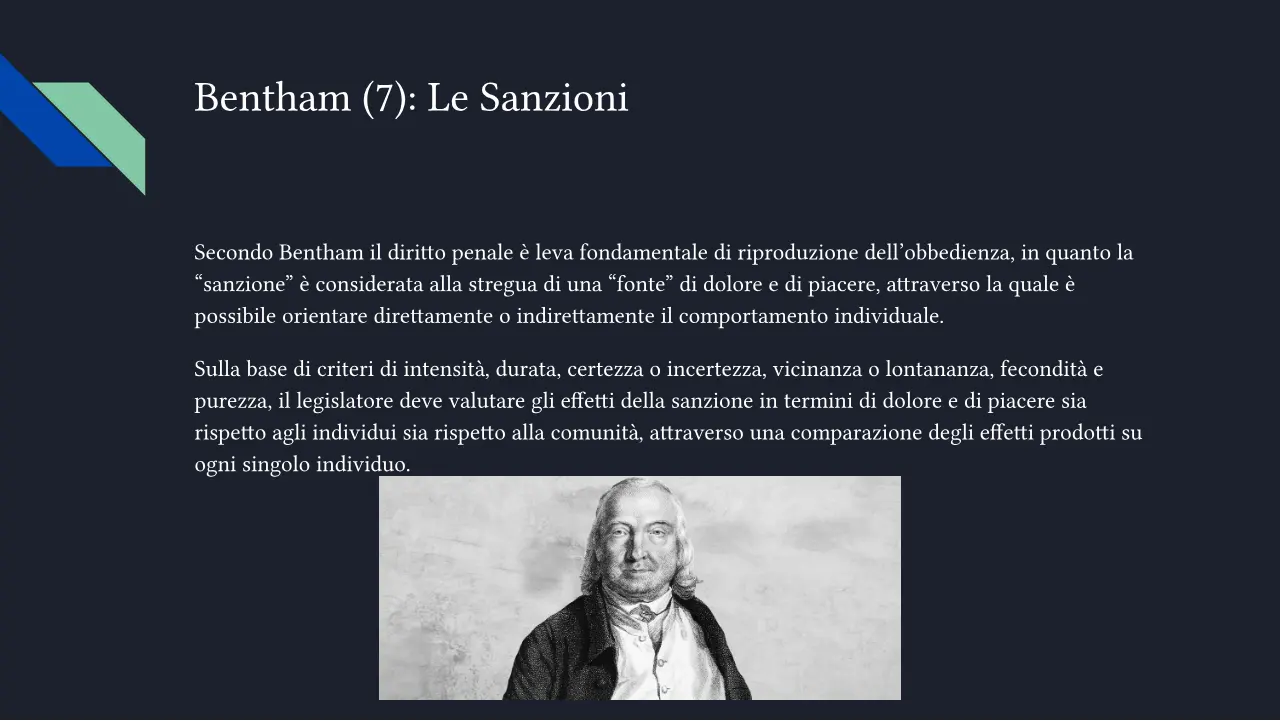 Bentham (7): Le Sanzioni
Secondo Bentham il diritto penale è leva fondamentale di riproduzione dell’obbedienza, in quanto la
“sanzione” è considerata alla stregua di una “fonte” di dolore e di piacere, attraverso la quale è
possibile orientare direttamente o indirettamente il comportamento individuale.
Sulla base di criteri di intensità, durata, certezza o incertezza, vicinanza o lontananza, fecondità e
purezza, il legislatore deve valutare gli effetti della sanzione in termini di dolore e di piacere sia
rispetto agli individui sia rispetto alla comunità, attraverso una comparazione degli effetti prodotti su
ogni singolo individuo.